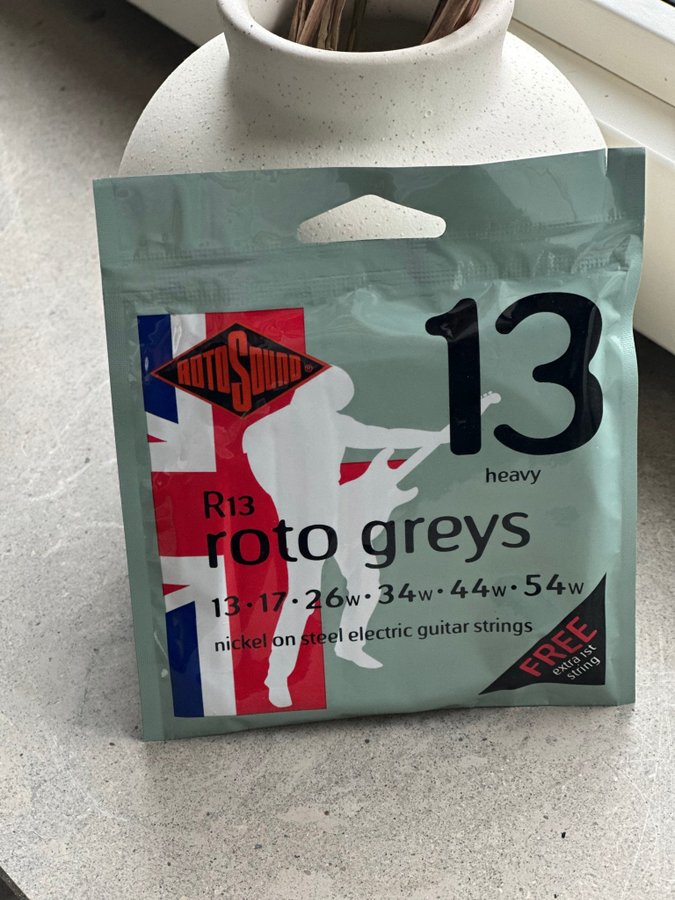 ROTOSOUND®
13
heavy
R13
roto greys
13·17·26w·34w·44w·54w
nickel on steel electric guitar strings
FREE
extra 1st
string